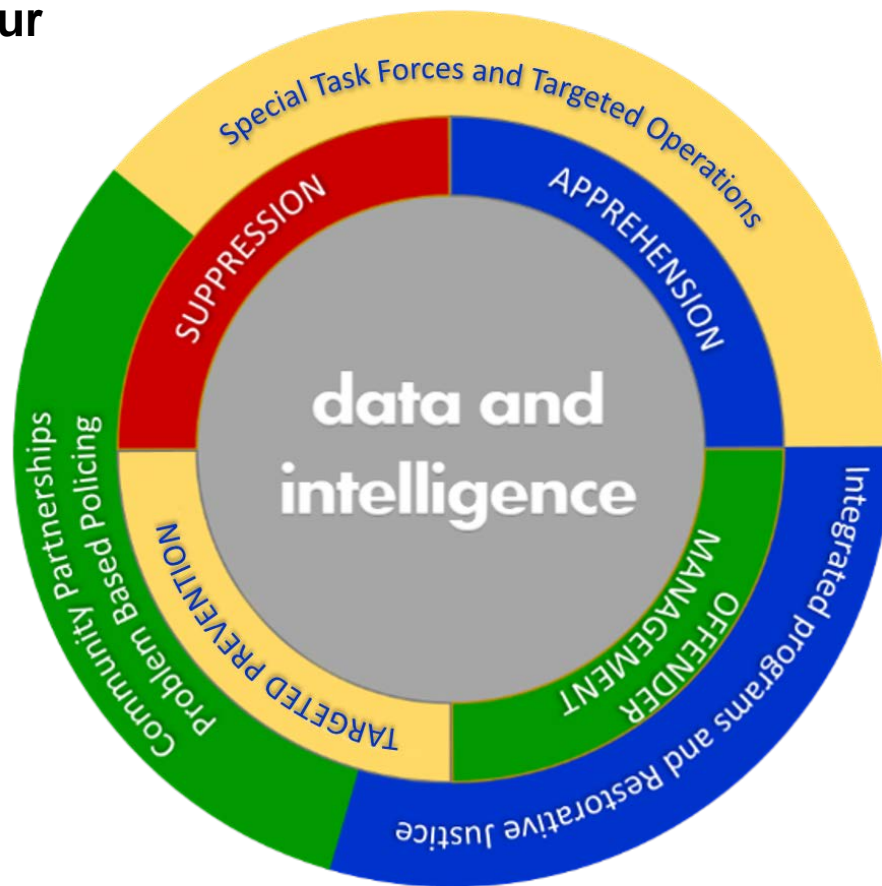 ur
Special Task Forces and Targeted Operations
SUPPRESSION
APPREHENSION
data and
intelligence
Community Partnerships
Problem Based Policing
TARGETED PREVENTION
OFFENDER
MANAGEMENT
Integrated programs and Restorative Justice